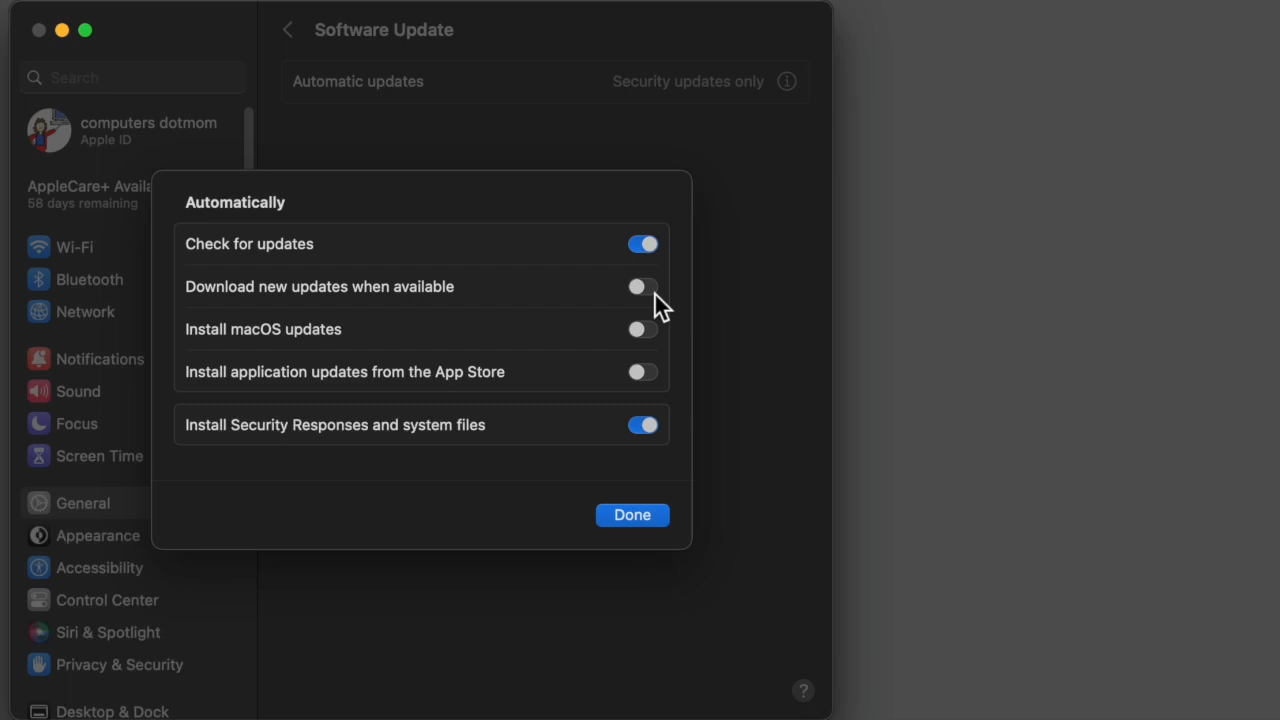 Software Update
Search
Automatic updates
Security updates only
computers dotmom
Apple ID
AppleCare+ Availa
58 days remaining
Wi-Fi
Bluetooth
Network
Notifications
Sound
Focus
Screen Time
General
Appearance
Accessibility
Control Center
Siri & Spotlight
Privacy & Security
Desktop & Dock
Automatically
Check for updates
Download new updates when available
Install macOS updates
Install application updates from the App Store
Install Security Responses and system files
Done
?